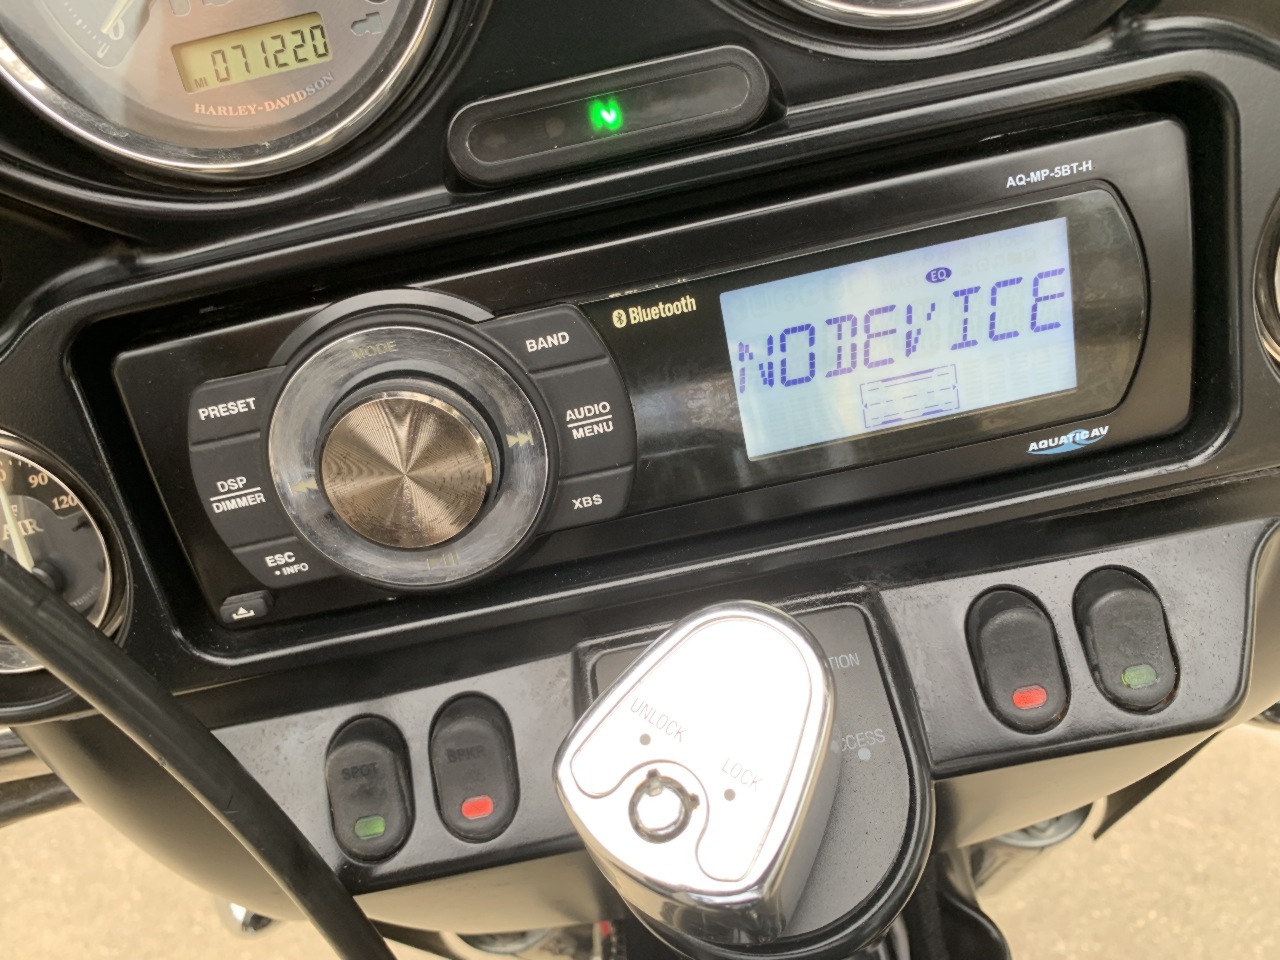 MI 071220
HARLEY-DAVIDSON
AQ-MP-5BT-H
Bluetooth
EQ
NODEVICE
AQUATICAV
MODE
BAND
PRESET
AUDIO
MENU
DSP
DIMMER
XBS
ESC
• INFO
90
120
AIR
UNLOCK
LOCK
SPOT
SPKR